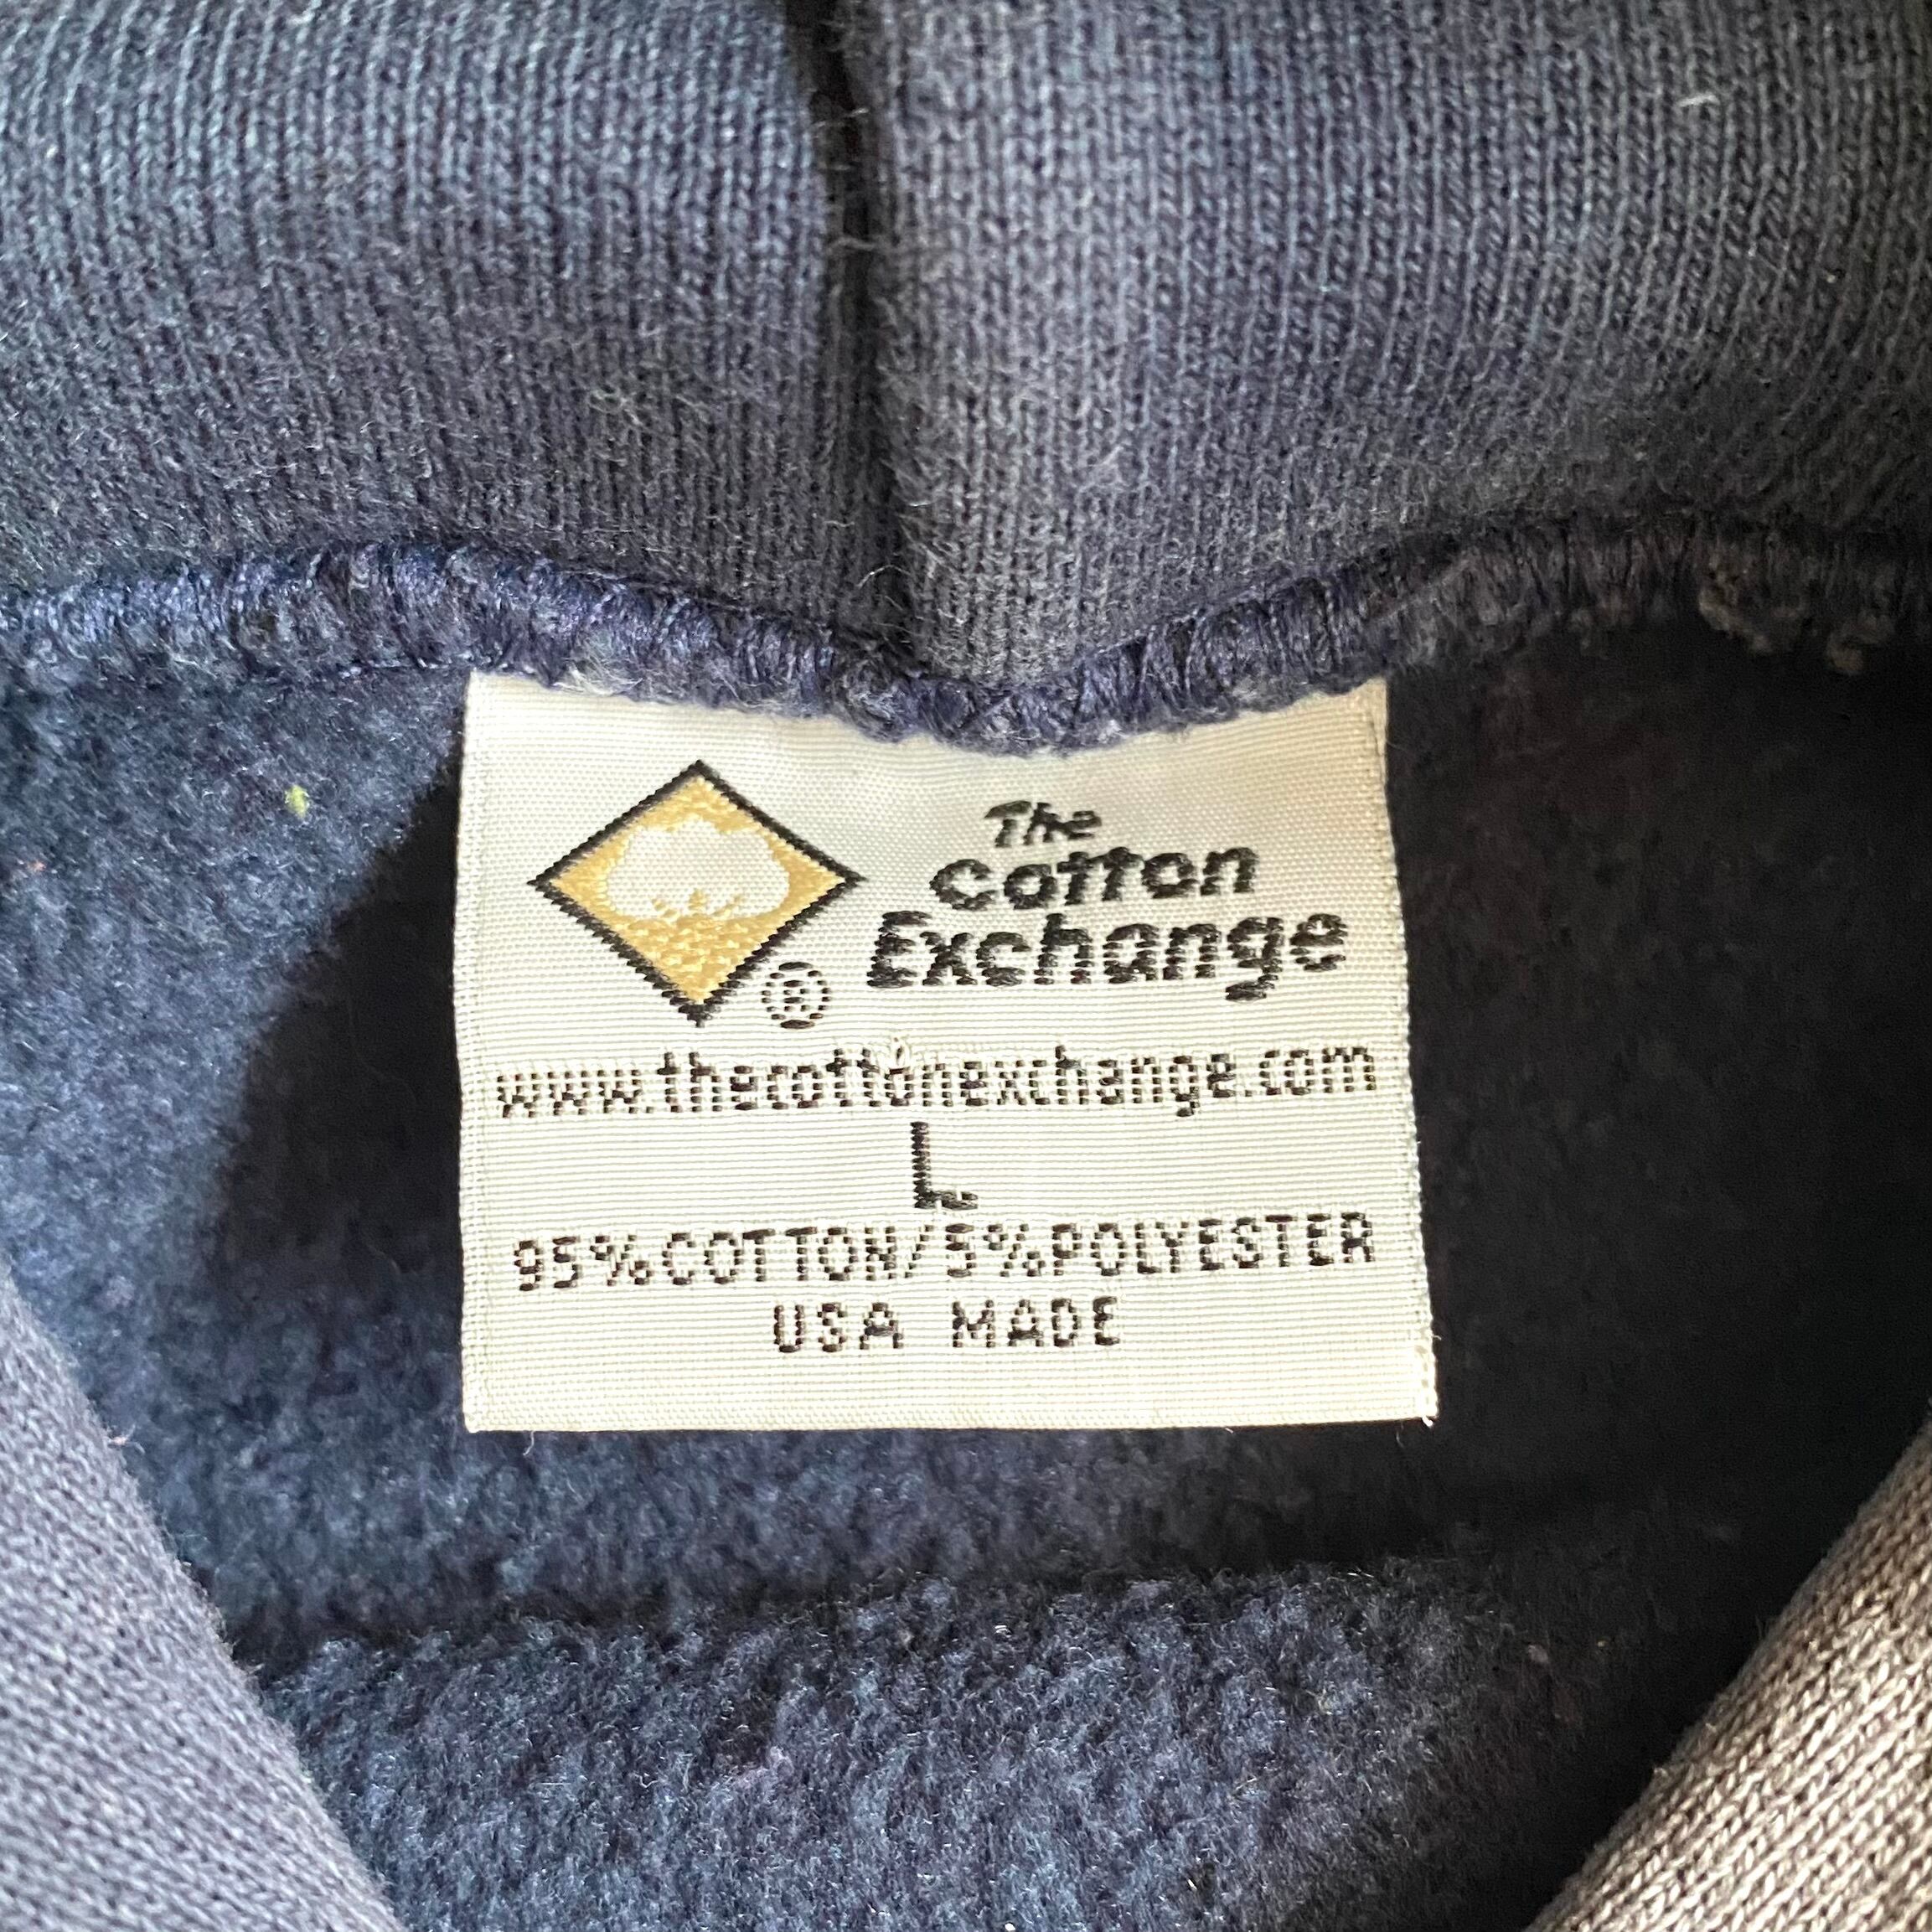 The
Cotton
Exchange
®
www.thecottonexchange.com
L
95%COTTON/5%POLYESTER
USA MADE